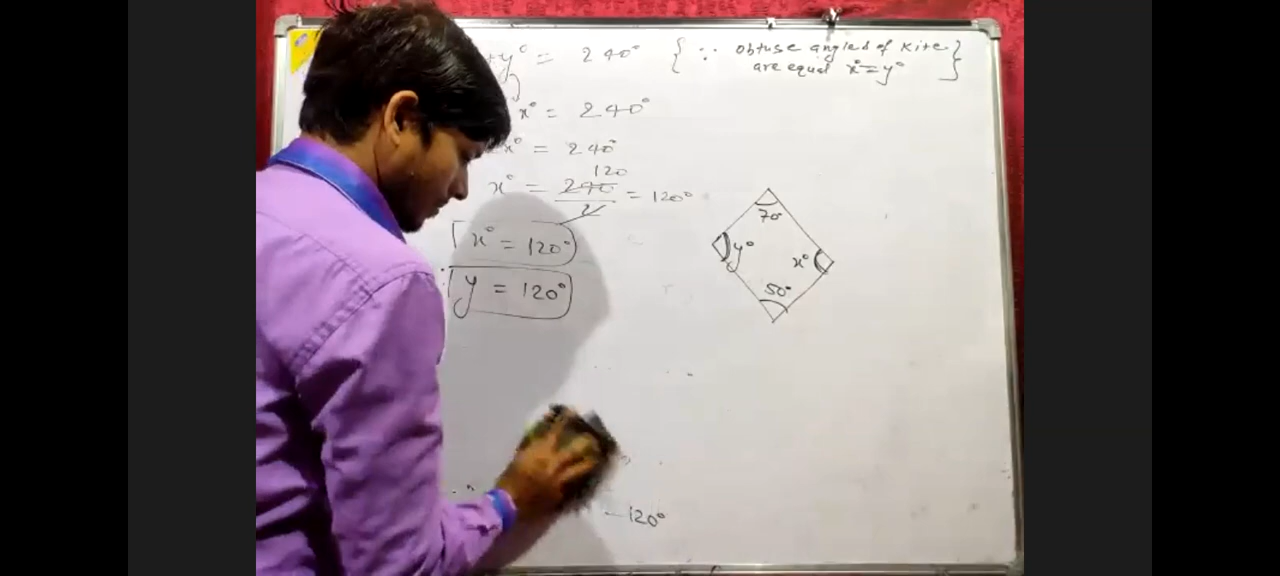 +y° = 240° { ∵ obtuse angles of Kite
are equal x°=y° }
x° = 240°
x° = 240°
x° = 240/2 = 120°
120
x° = 120°
y = 120°
70
y°
x°
50°
120°